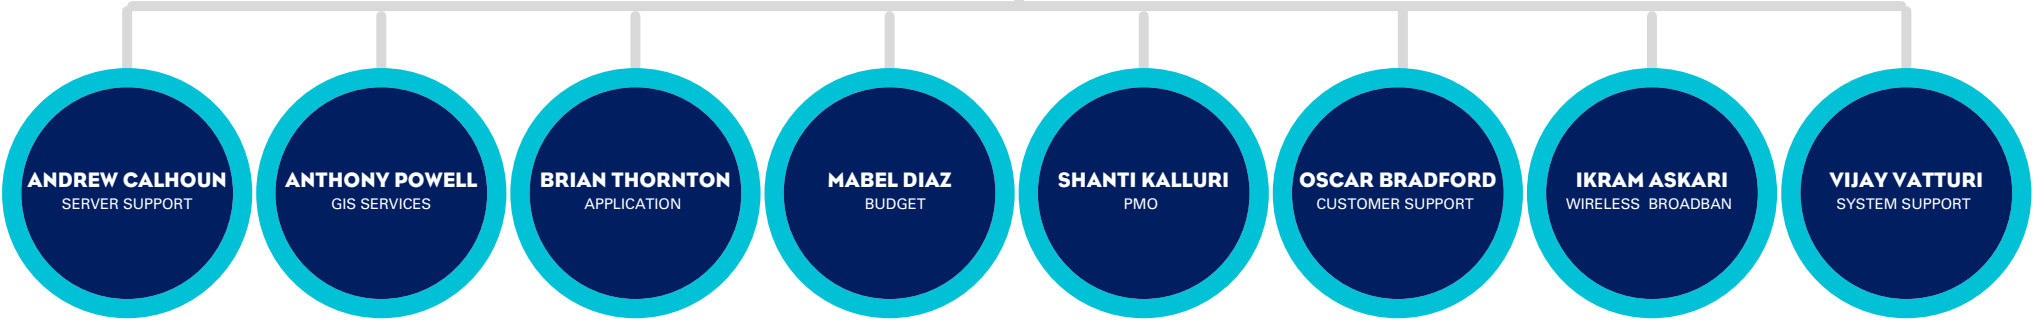 ANDREW CALHOUN
SERVER SUPPORT
ANTHONY POWELL
GIS SERVICES
BRIAN THORNTON
APPLICATION
MABEL DIAZ
BUDGET
SHANTI KALLURI
PMO
OSCAR BRADFORD
CUSTOMER SUPPORT
IKRAM ASKARI
WIRELESS  BROADBAN
VIJAY VATTURI
SYSTEM SUPPORT